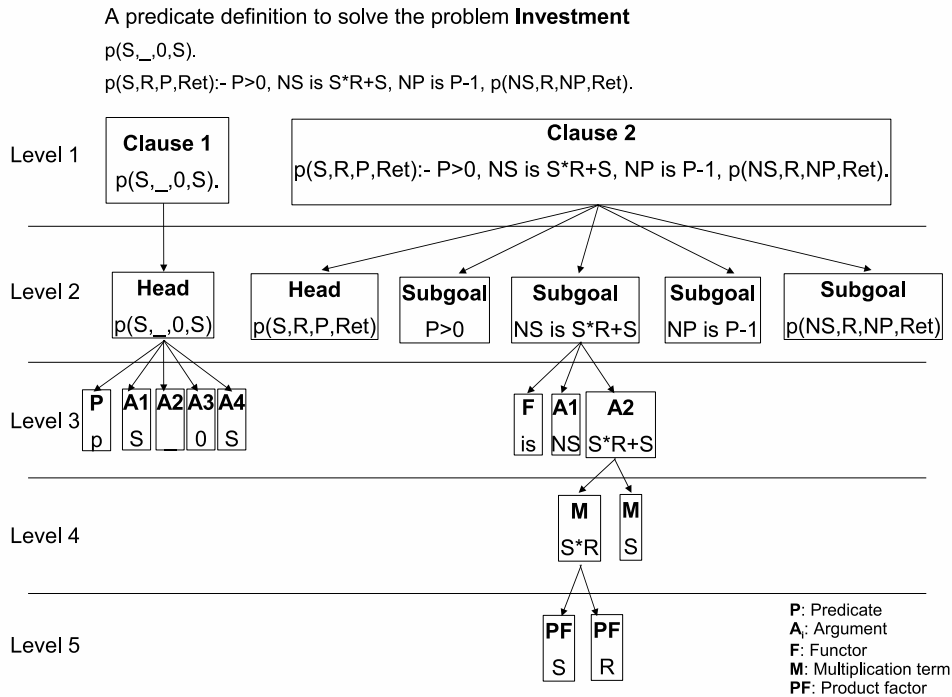 A predicate definition to solve the problem Investment
p(S,_,0,S).
p(S,R,P,Ret):- P>0, NS is S*R+S, NP is P-1, p(NS,R,NP,Ret).
Level 1
Clause 1
p(S,_,0,S).
Clause 2
p(S,R,P,Ret):- P>0, NS is S*R+S, NP is P-1, p(NS,R,NP,Ret).
Level 2
Head
p(S,_,0,S)
Head
p(S,R,P,Ret)
Subgoal
P>0
Subgoal
NS is S*R+S
Subgoal
NP is P-1
Subgoal
p(NS,R,NP,Ret)
Level 3
P
p
A1
S
A2
_
A3
0
A4
S
F
is
A1
NS
A2
S*R+S
Level 4
M
S*R
M
S
Level 5
PF
S
PF
R
P: Predicate
Ai: Argument
F: Functor
M: Multiplication term
PF: Product factor